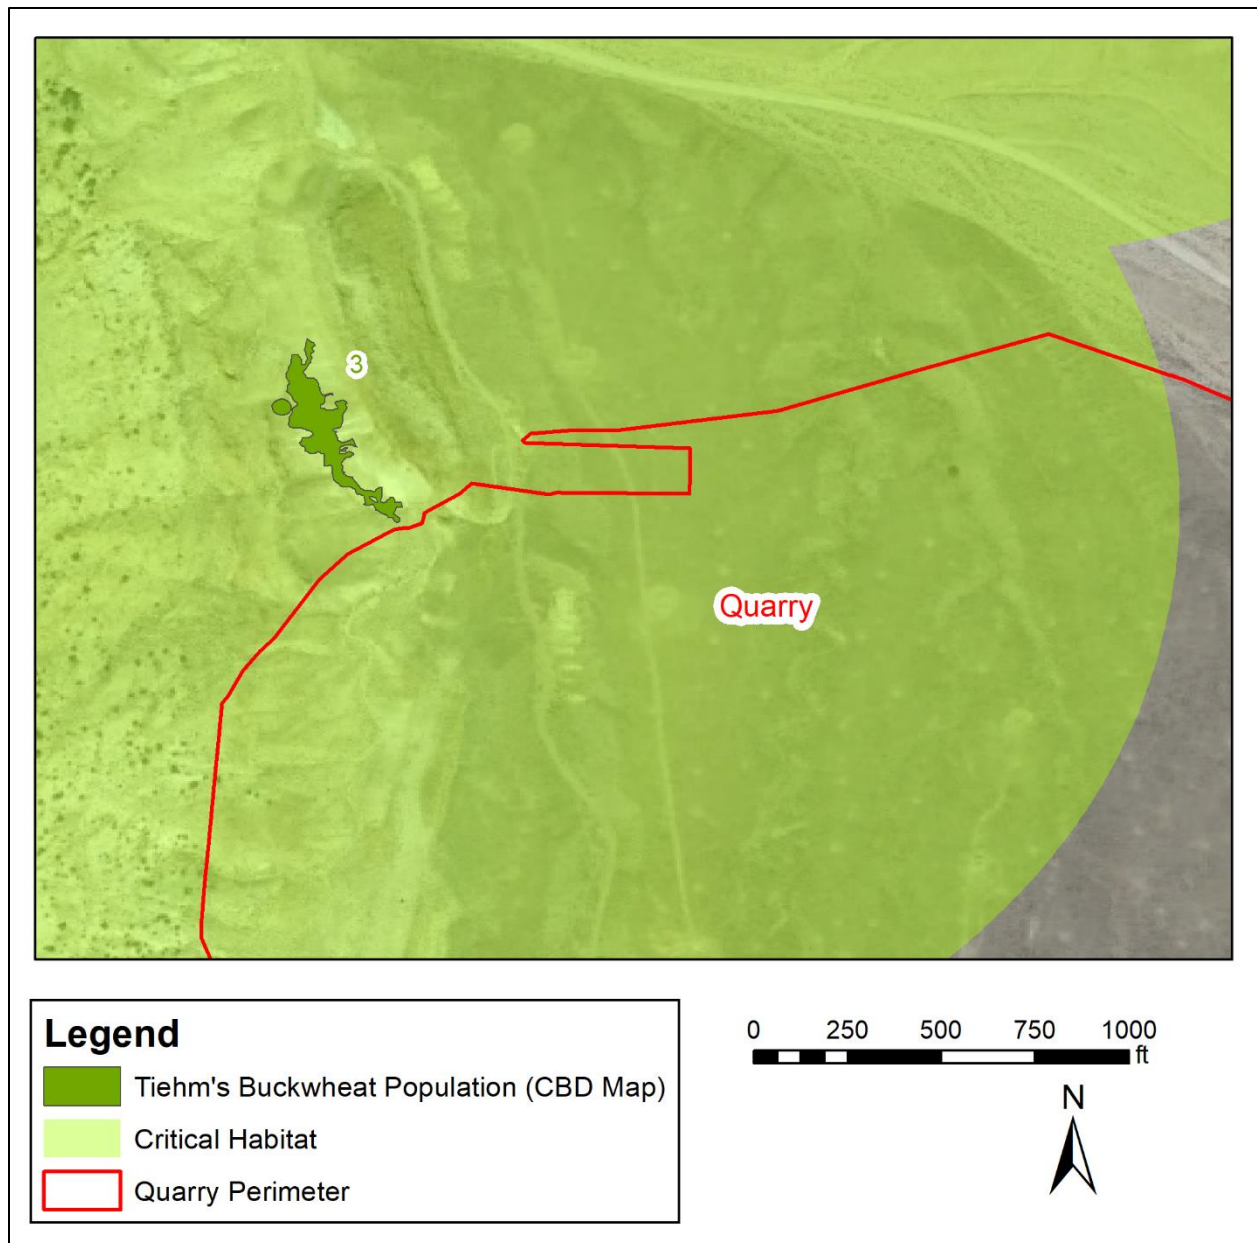 3
Quarry
Legend
Tiehm's Buckwheat Population (CBD Map)
Critical Habitat
Quarry Perimeter
0 250 500 750 1000
ft
N